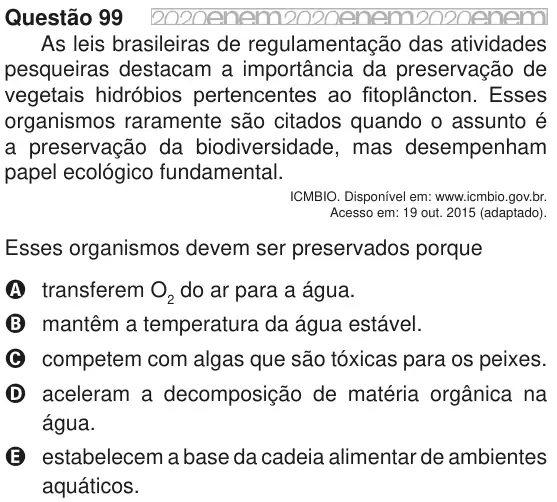 Questão 99 2020enem2020enem2020enem
As leis brasileiras de regulamentação das atividades
pesqueiras destacam a importância da preservação de
vegetais hidróbios pertencentes ao fitoplâncton. Esses
organismos raramente são citados quando o assunto é
a preservação da biodiversidade, mas desempenham
papel ecológico fundamental.
ICMBIO. Disponível em: www.icmbio.gov.br.
Acesso em: 19 out. 2015 (adaptado).
Esses organismos devem ser preservados porque
A transferem O₂ do ar para a água.
B mantêm a temperatura da água estável.
C competem com algas que são tóxicas para os peixes.
D aceleram a decomposição de matéria orgânica na
água.
E estabelecem a base da cadeia alimentar de ambientes
aquáticos.